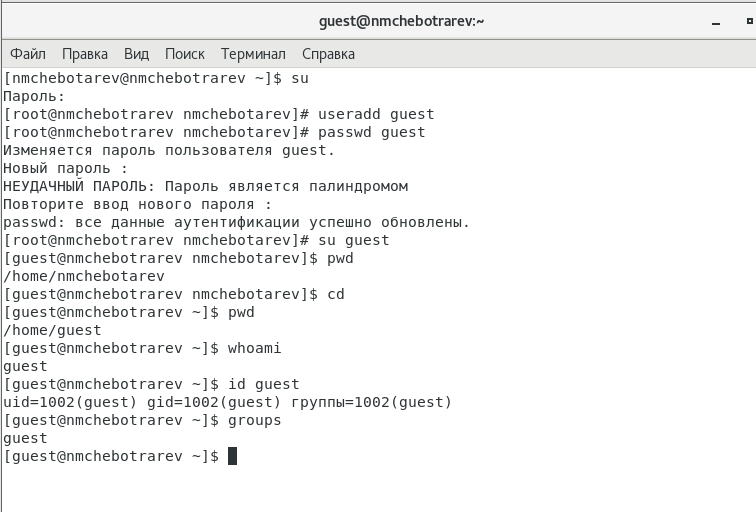 guest@nmchebotrarev:~
Файл Правка Вид Поиск Терминал Справка
[nmchebotarev@nmchebotrarev ~]$ su
Пароль:
[root@nmchebotrarev nmchebotarev]# useradd guest
[root@nmchebotrarev nmchebotarev]# passwd guest
Изменяется пароль пользователя guest.
Новый пароль :
НЕУДАЧНЫЙ ПАРОЛЬ: Пароль является палиндромом
Повторите ввод нового пароля :
passwd: все данные аутентификации успешно обновлены.
[root@nmchebotrarev nmchebotarev]# su guest
[guest@nmchebotrarev nmchebotarev]$ pwd
/home/nmchebotarev
[guest@nmchebotrarev nmchebotarev]$ cd
[guest@nmchebotrarev ~]$ pwd
/home/guest
[guest@nmchebotrarev ~]$ whoami
guest
[guest@nmchebotrarev ~]$ id guest
uid=1002(guest) gid=1002(guest) группы=1002(guest)
[guest@nmchebotrarev ~]$ groups
guest
[guest@nmchebotrarev ~]$